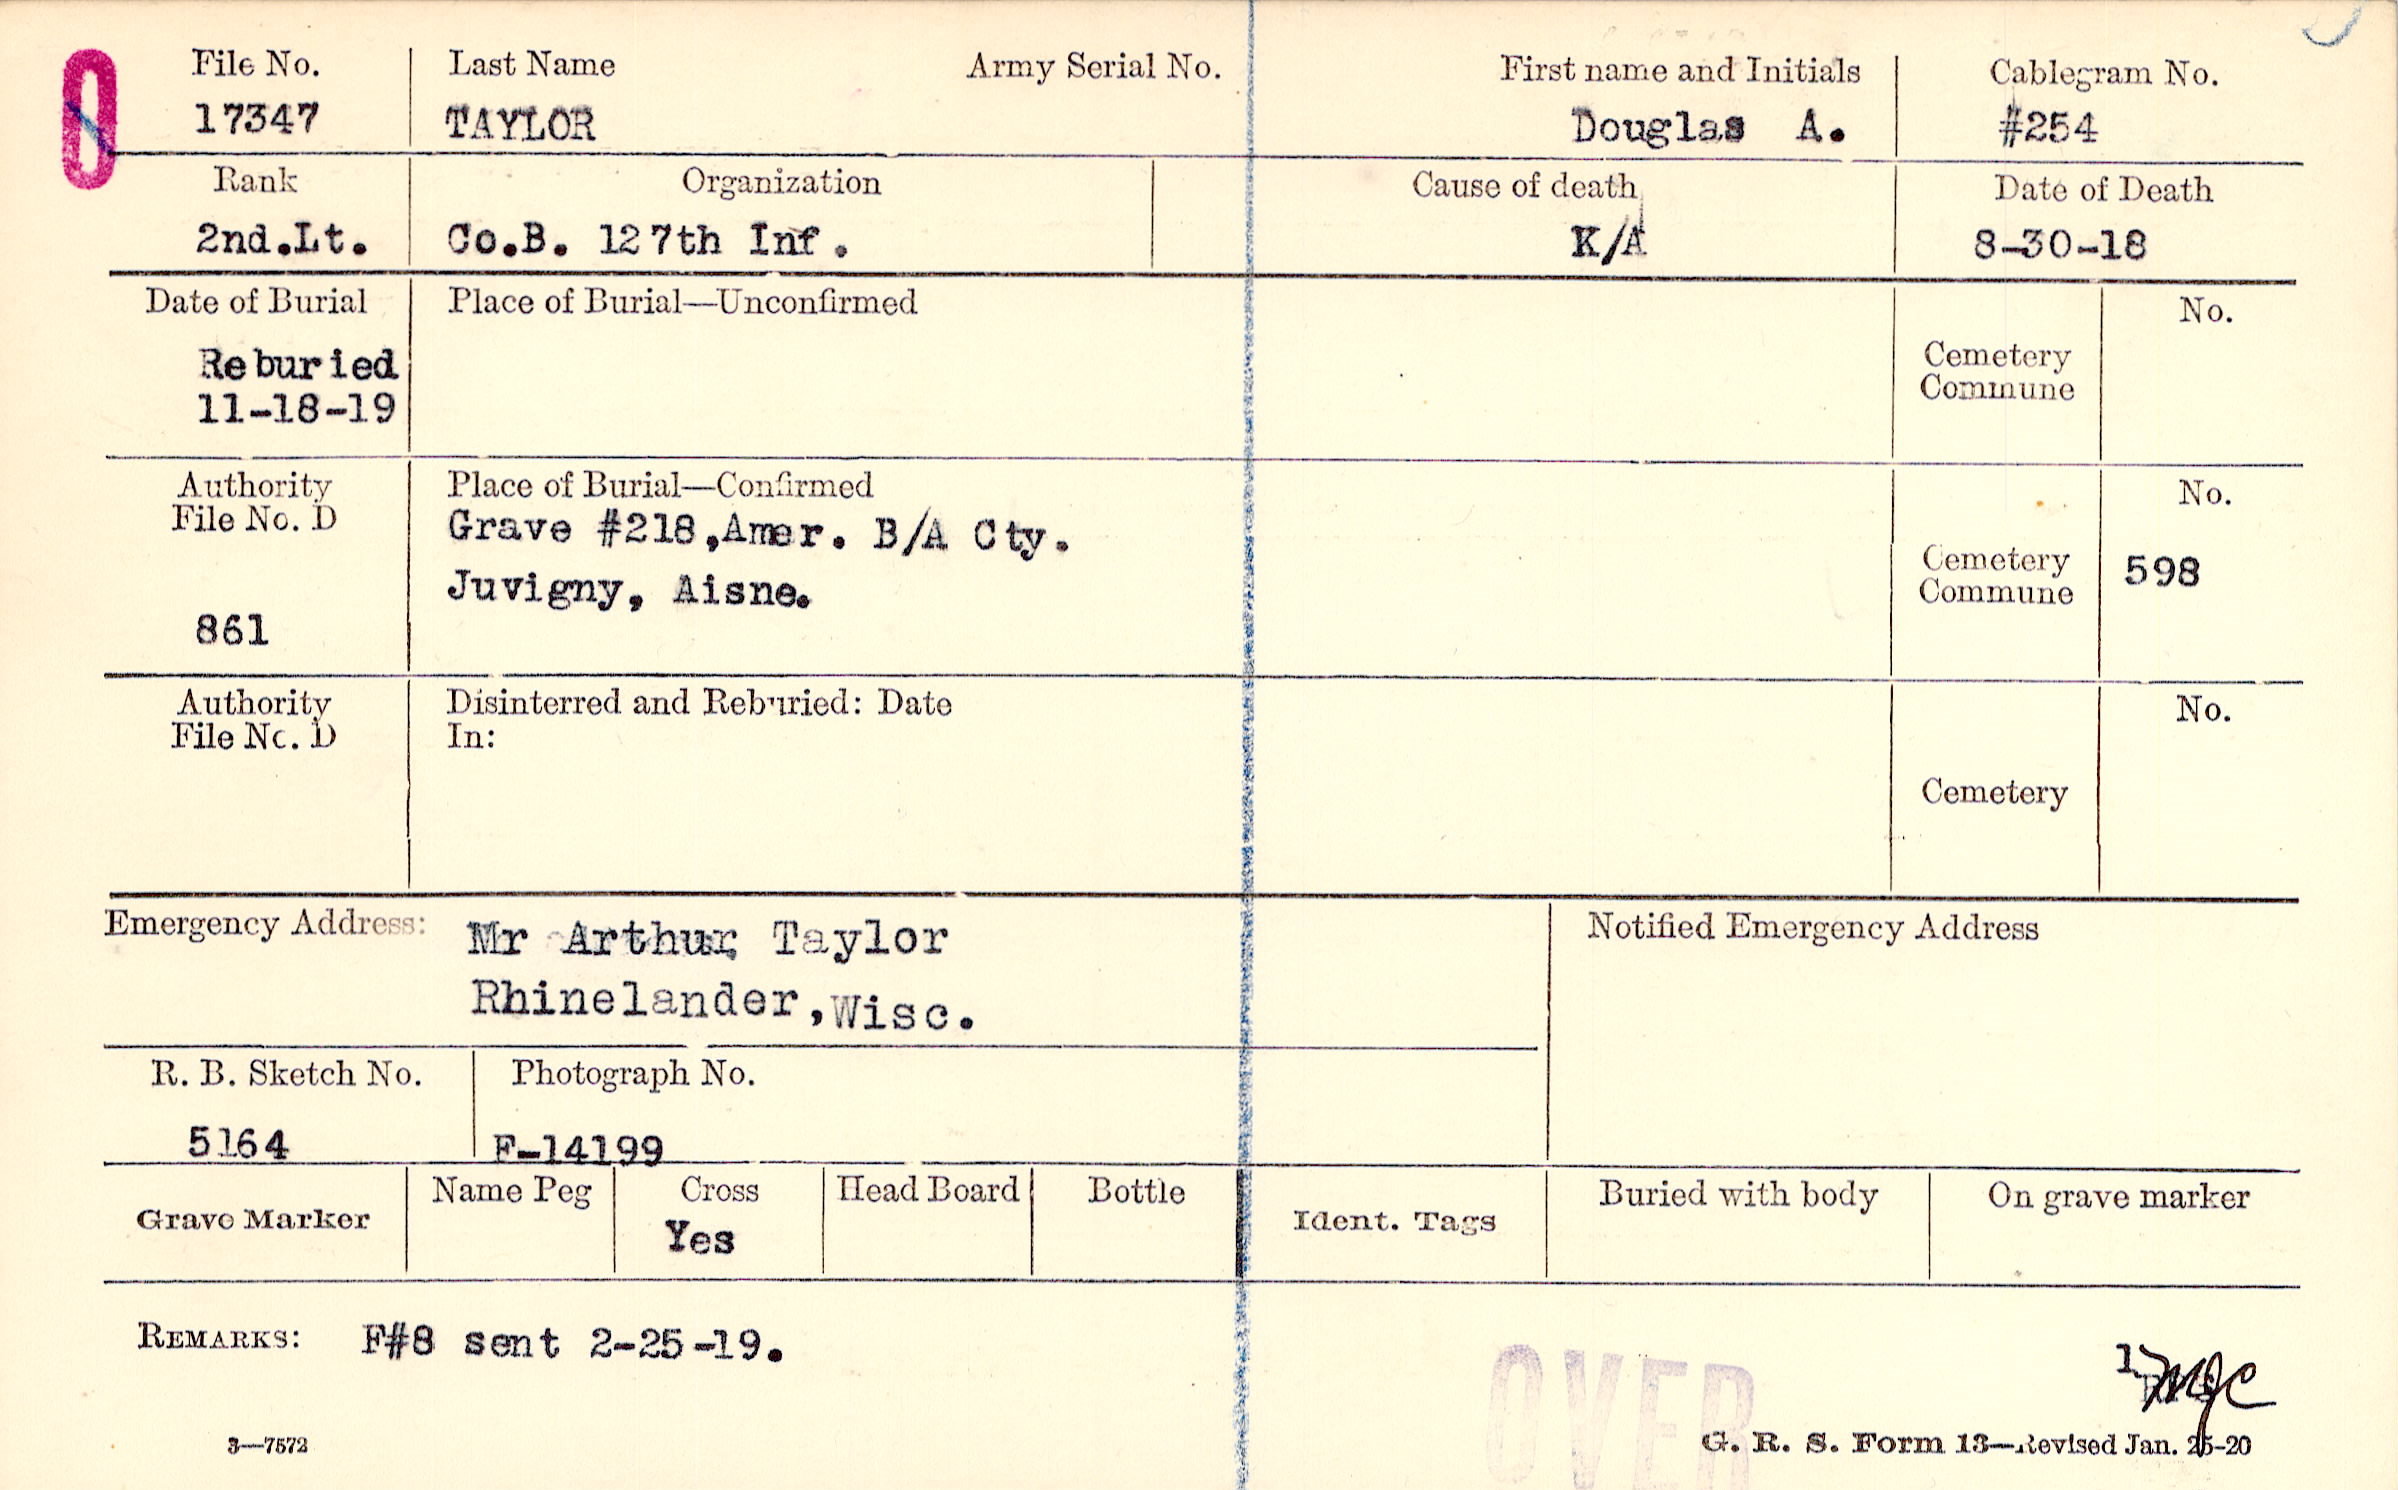 0
File No.
17347
Last Name
TAYLOR
Army Serial No.
First name and Initials
Douglas A.
Cablegram No.
#254
Rank
2nd.Lt.
Organization
Co.B. 127th Inf.
Cause of death
K/A
Date of Death
8-30-18
Date of Burial
Reburied
11-18-19
Place of Burial—Unconfirmed
Cemetery
Commune
No.
Authority
File No. D
861
Place of Burial—Confirmed
Grave #218,Amer. B/A Cty.
Juvigny, Aisne.
Cemetery
Commune
No.
598
Authority
File No. D
Disinterred and Reburied: Date
In:
Cemetery
No.
Emergency Address:
Mr Arthur Taylor
Rhinelander,Wisc.
Notified Emergency Address
R. B. Sketch No.
5164
Photograph No.
F-14199
Grave Marker
Name Peg
Cross
Yes
Head Board
Bottle
Ident. Tags
Buried with body
On grave marker
REMARKS: F#8 sent 2-25-19.
OVER
3—7572
G. R. S. Form 13—Revised Jan. 25-20